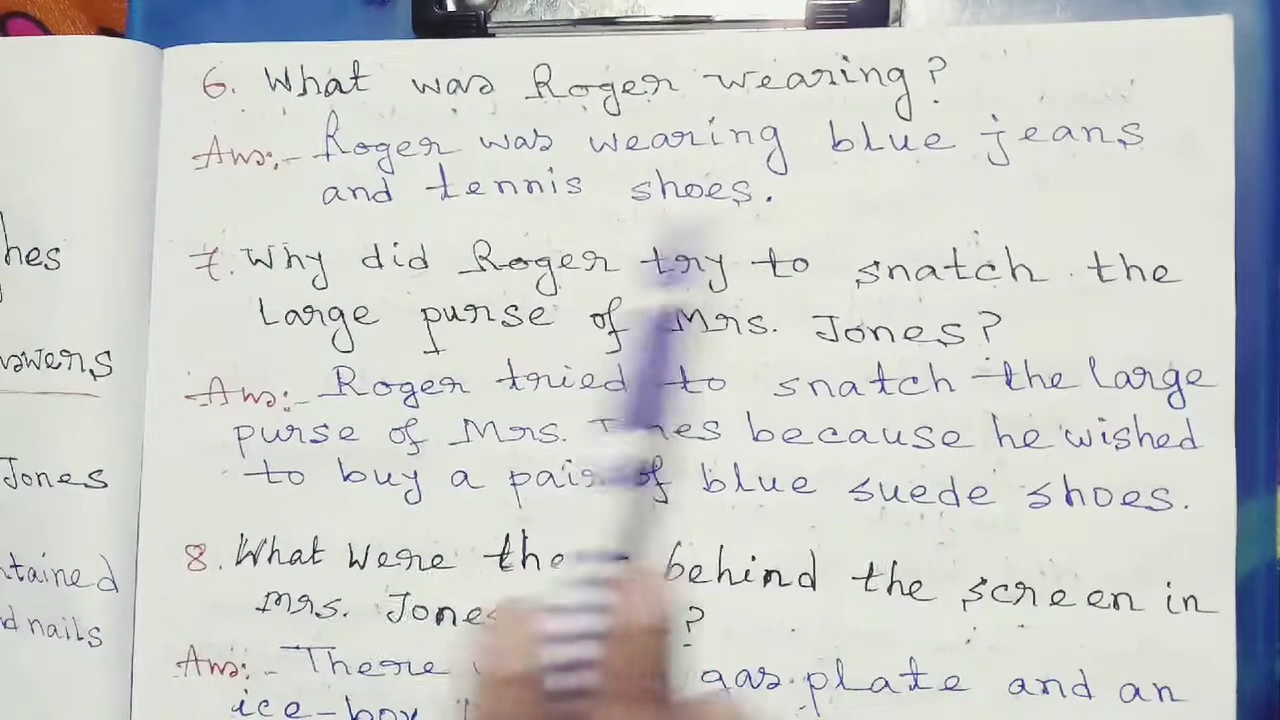 hes
swers
Jones
tained
d nails
6. What was Roger wearing?
Ans:- Roger was wearing blue jeans
and tennis shoes.
7. Why did Roger try to snatch the
large purse of Mrs. Jones?
Ans:- Roger tried to snatch the large
purse of Mrs. Jones because he wished
to buy a pair of blue suede shoes.
8. What were the behind the screen in
Mrs. Jones ?
Ans:- There gas plate and an
ice-box